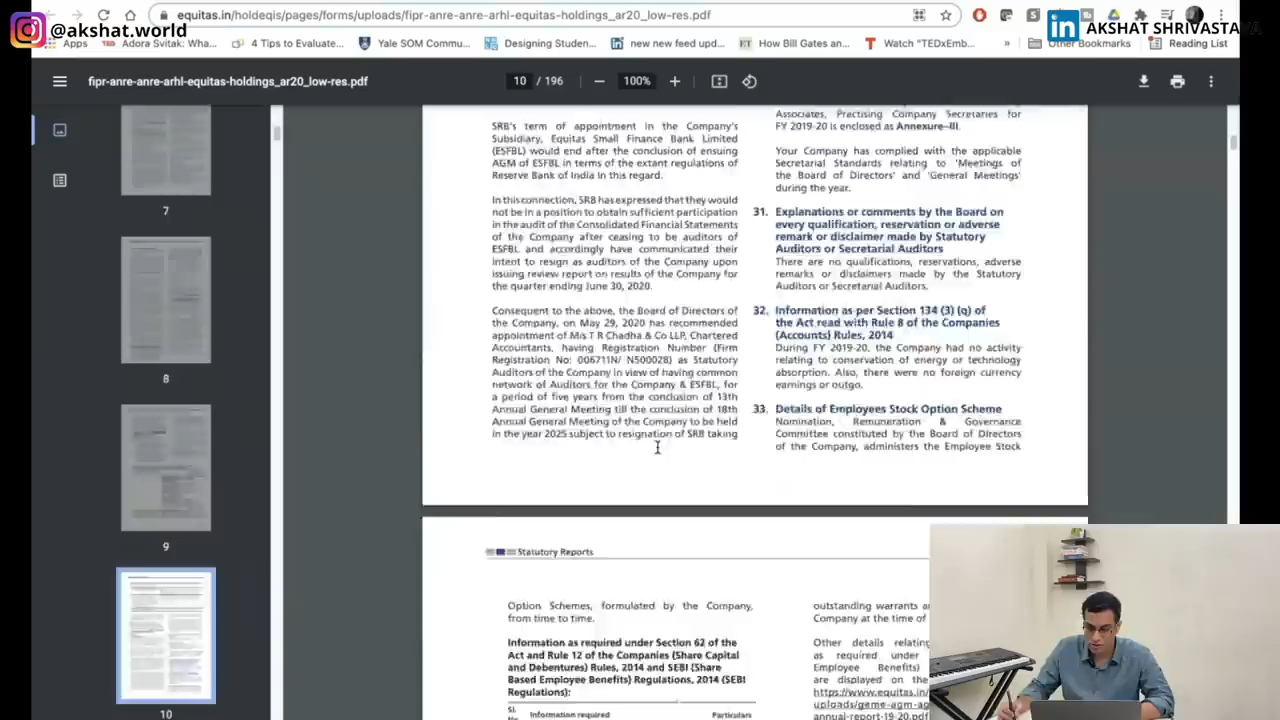 equitas.in/holdeqis/pages/forms/uploads/fipr-anre-anre-arhl-equitas-holdings_ar20_low-res.pdf
@akshat.world
AKSHAT SHRIVASTAVA
Apps
Adora Svitak: Wha...
4 Tips to Evaluate...
Yale SOM Commu...
Designing Studen...
new new feed upd...
How Bill Gates an...
Watch "TEDxEmb...
»
Other Bookmarks
Reading List
fipr-anre-anre-arhl-equitas-holdings_ar20_low-res.pdf
10 / 196
100%
7
8
9
10
SRB's term of appointment in the Company's
Subsidiary, Equitas Small Finance Bank Limited
(ESFBL) would end after the conclusion of ensuing
AGM of ESFBL in terms of the extant regulations of
Reserve Bank of India in this regard.
In this connection, SRB has expressed that they would
not be in a position to obtain sufficient participation
in the audit of the Consolidated Financial Statements
of the Company after ceasing to be auditors of
ESFBL and accordingly have communicated their
intent to resign as auditors of the Company upon
issuing review report on results of the Company for
the quarter ending June 30, 2020.
Consequent to the above, the Board of Directors of
the Company, on May 29, 2020 has recommended
appointment of M/s T R Chadha & Co LLP, Chartered
Accountants, having Registration Number (Firm
Registration No: 006711N/ N500028) as Statutory
Auditors of the Company in view of having common
network of Auditors for the Company & ESFBL, for
a period of five years from the conclusion of 13th
Annual General Meeting till the conclusion of 18th
Annual General Meeting of the Company to be held
in the year 2025 subject to resignation of SRB taking
Associates, Practising Company Secretaries for
FY 2019-20 is enclosed as Annexure-III.
Your Company has complied with the applicable
Secretarial Standards relating to 'Meetings of
the Board of Directors' and 'General Meetings'
during the year.
31. Explanations or comments by the Board on
every qualification, reservation or adverse
remark or disclaimer made by Statutory
Auditors or Secretarial Auditors
There are no qualifications, reservations, adverse
remarks or disclaimers made by the Statutory
Auditors or Secretarial Auditors.
32. Information as per Section 134 (3) (q) of
the Act read with Rule 8 of the Companies
(Accounts) Rules, 2014
During FY 2019-20, the Company had no activity
relating to conservation of energy or technology
absorption. Also, there were no foreign currency
earnings or outgo.
33. Details of Employees Stock Option Scheme
Nomination, Remuneration & Governance
Committee constituted by the Board of Directors
of the Company, administers the Employee Stock
Statutory Reports
Option Schemes, formulated by the Company,
from time to time.
Information as required under Section 62 of the
Act and Rule 12 of the Companies (Share Capital
and Debentures) Rules, 2014 and SEBI (Share
Based Employee Benefits) Regulations, 2014 (SEBI
Regulations):
Sl.
Information required Particulars
outstanding warrants
Company at the time of
Other details relating
as required under
Employee Benefits)
are displayed on the
https://www.equitas.in/
uploads/geme-agm-ag
annual-report-19-20.pdf